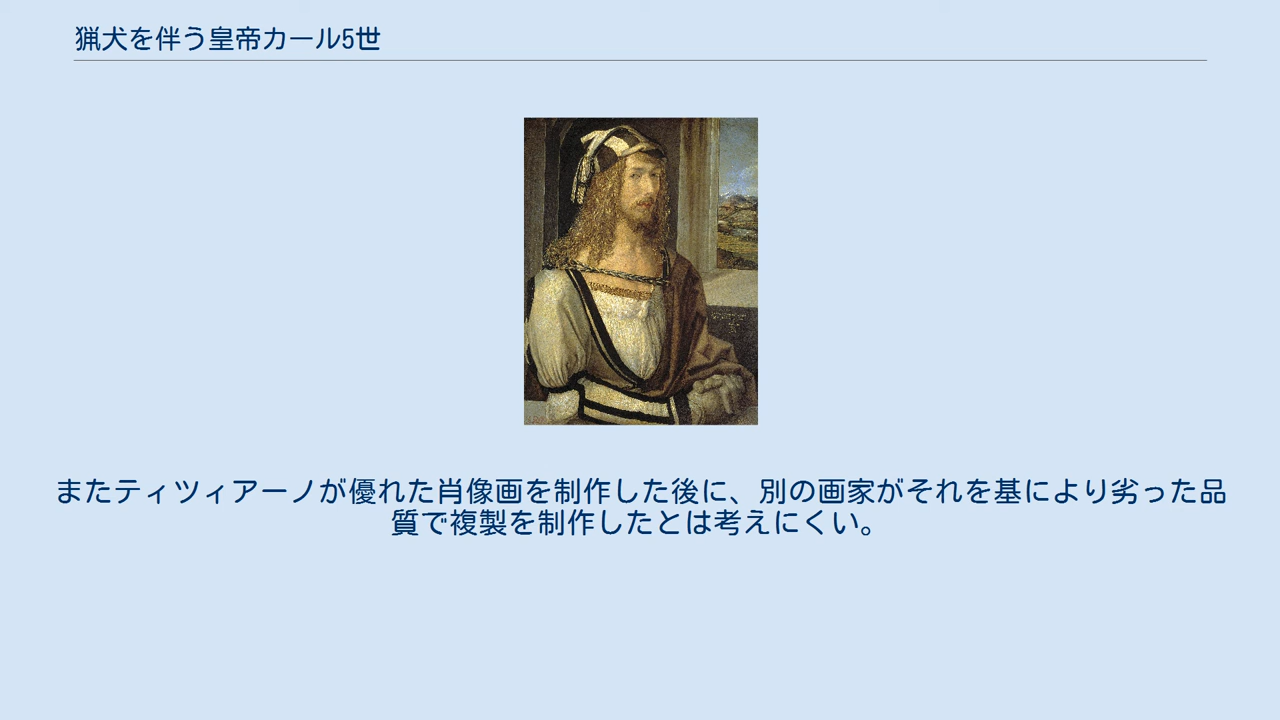 猟犬を伴う皇帝カール5世
またティツィアーノが優れた肖像画を制作した後に、別の画家がそれを基により劣った品
質で複製を制作したとは考えにくい。